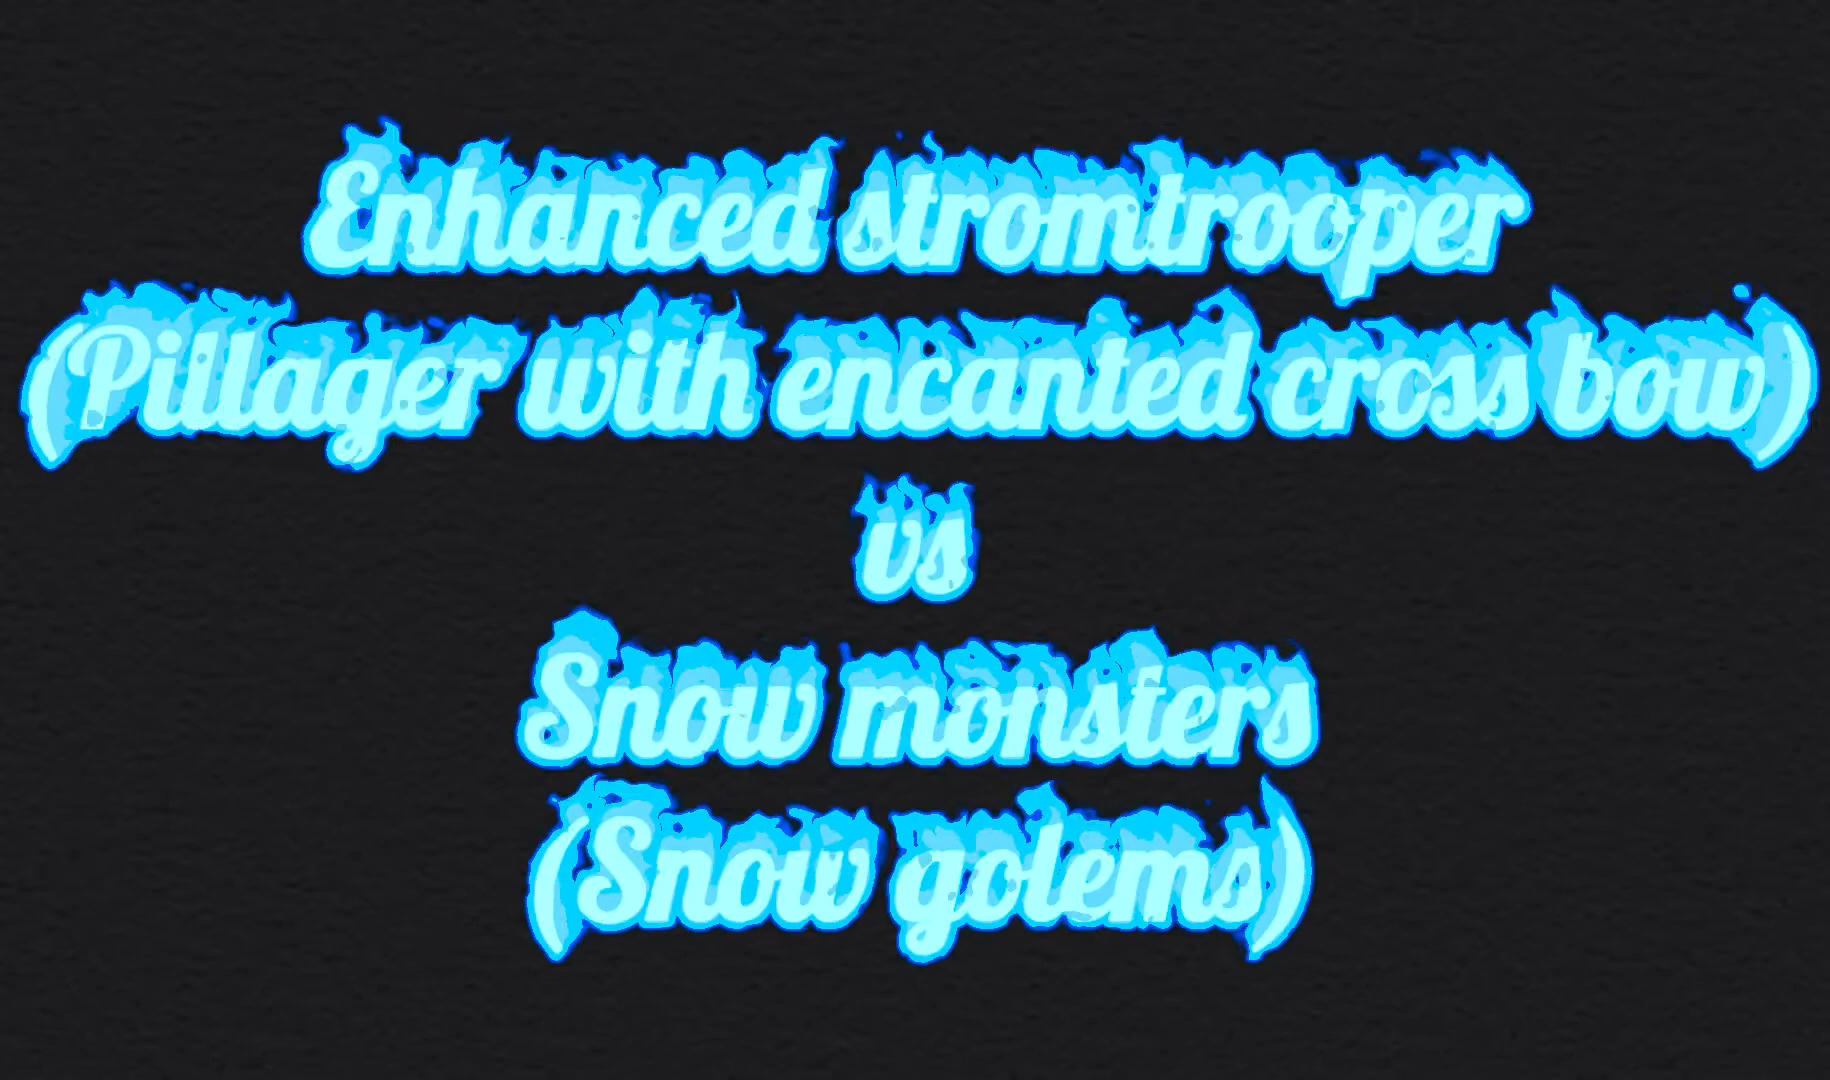 Enhanced stromtrooper
(Pillager with encanted cross bow)
vs
Snow monsters
(Snow golems)